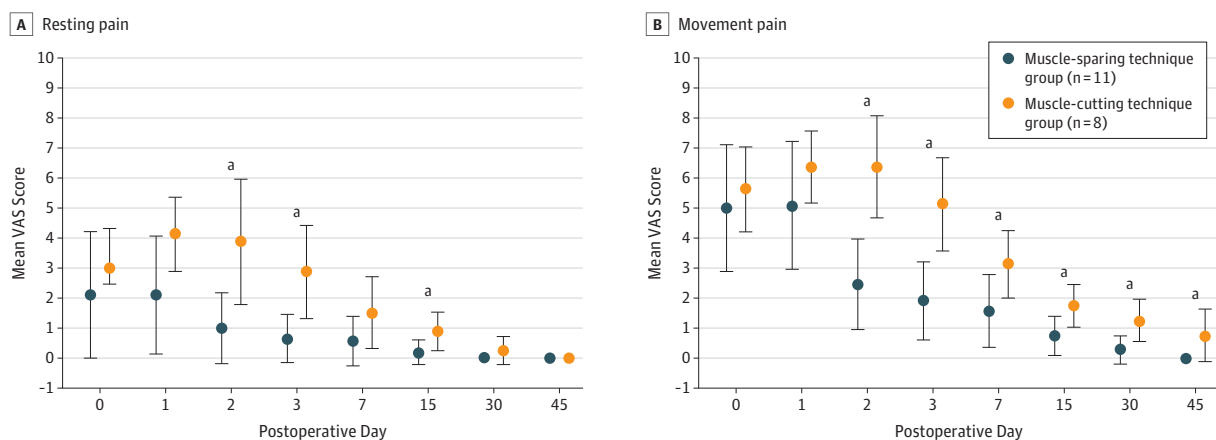 A Resting pain
10
9
8
7
6
5
4
3
2
1
0
-1
Mean VAS Score
a
a
a
0 1 2 3 7 15 30 45
Postoperative Day
B Movement pain
Muscle-sparing technique
group (n=11)
Muscle-cutting technique
group (n=8)
10
9
8
7
6
5
4
3
2
1
0
-1
Mean VAS Score
a
a
a
a
a
a
0 1 2 3 7 15 30 45
Postoperative Day